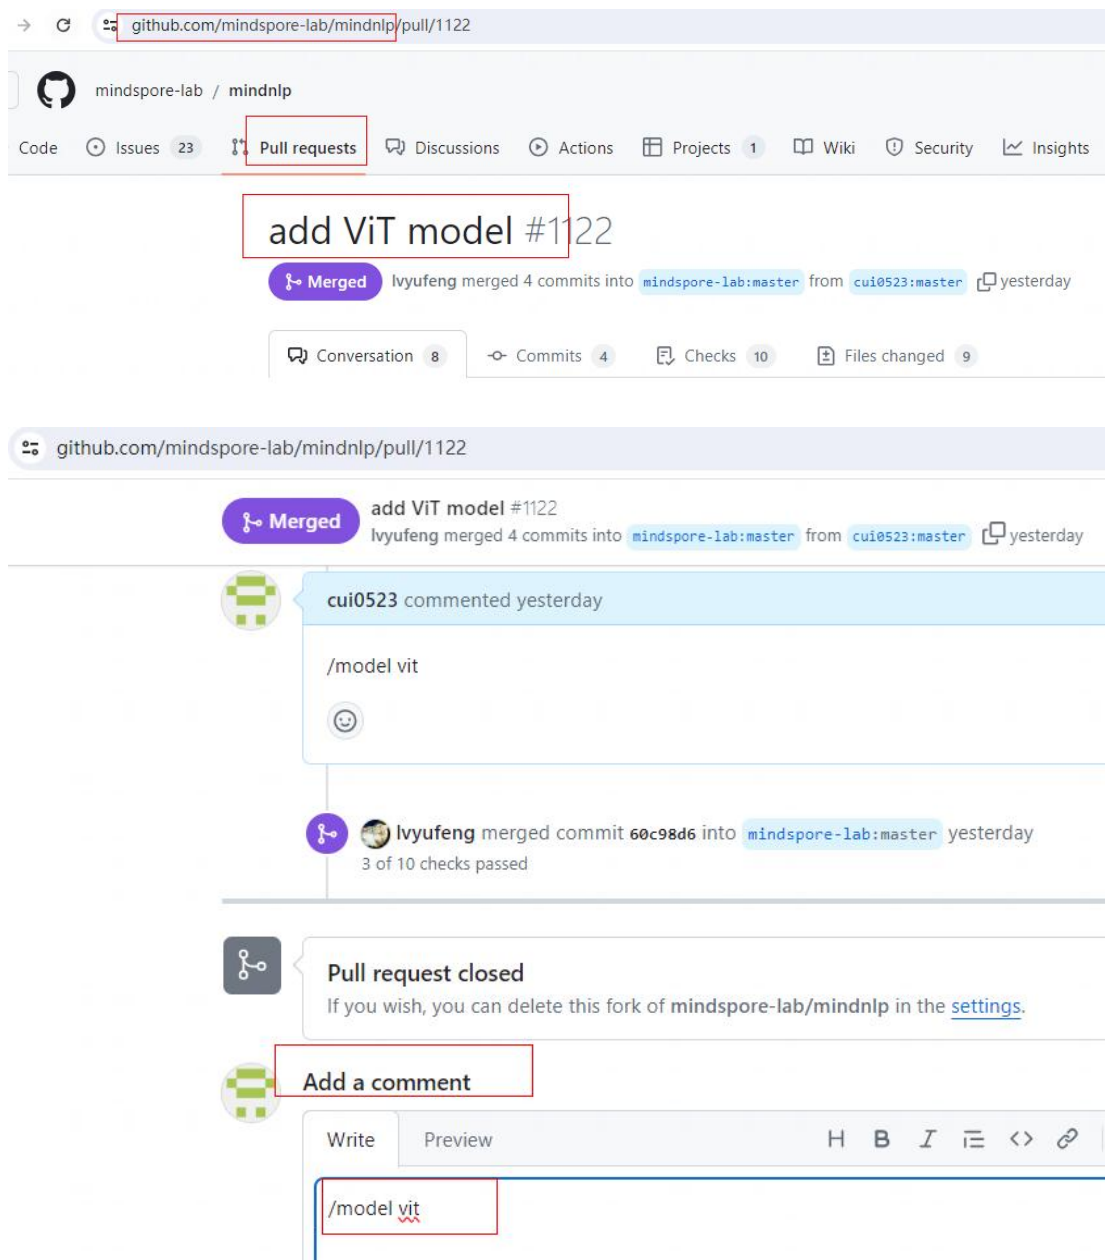 github.com/mindspore-lab/mindnlp/pull/1122
mindspore-lab / mindnlp
Code Issues 23 Pull requests Discussions Actions Projects 1 Wiki Security Insights
add ViT model #1122
Merged lvyufeng merged 4 commits into mindspore-lab:master from cui0523:master yesterday
Conversation 8 Commits 4 Checks 10 Files changed 9
github.com/mindspore-lab/mindnlp/pull/1122
Merged
add ViT model #1122
lvyufeng merged 4 commits into mindspore-lab:master from cui0523:master yesterday
cui0523 commented yesterday
/model vit
lvyufeng merged commit 60c98d6 into mindspore-lab:master yesterday
3 of 10 checks passed
Pull request closed
If you wish, you can delete this fork of mindspore-lab/mindnlp in the settings.
Add a comment
Write Preview H B I <>
/model vit